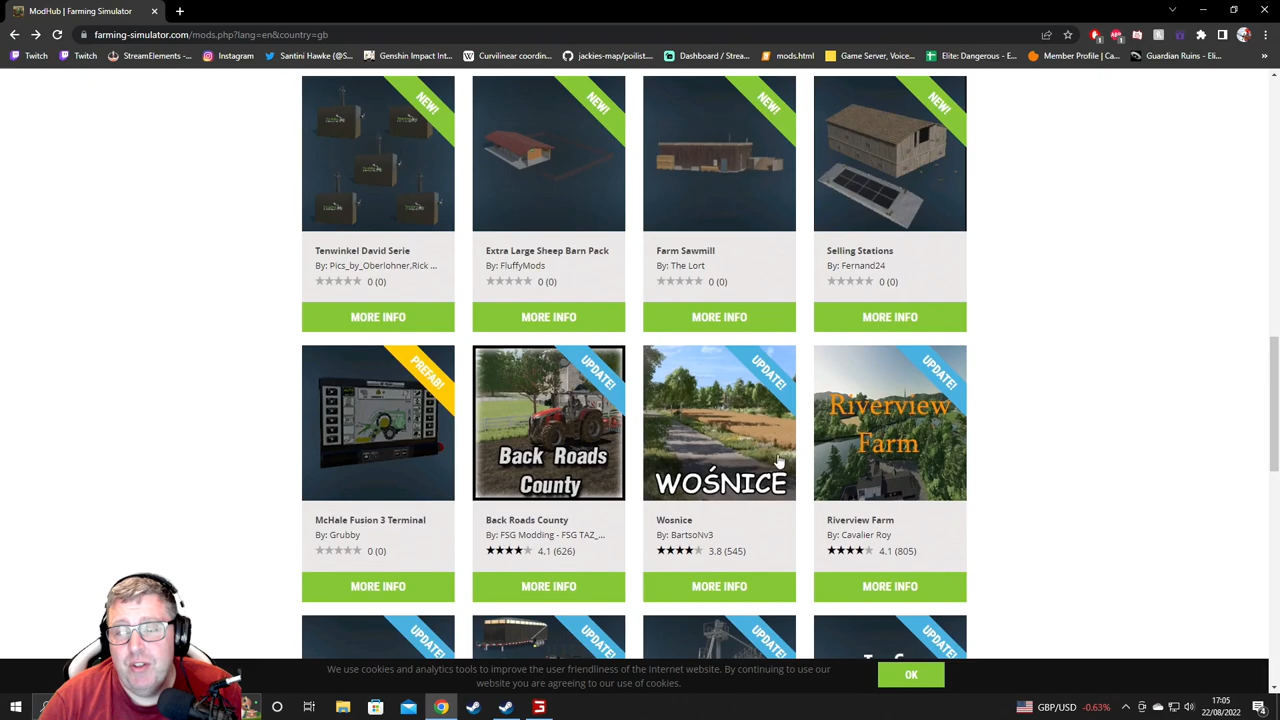 ModHub | Farming Simulator
farming-simulator.com/mods.php?lang=en&country=gb
Twitch
StreamElements - ...
Twitch
Instagram
Twitter
Santini Hawke (@S...
Genshin Impact Int...
Curvilinear coordin...
jackies-map/poilist....
Dashboard / Strea...
mods.html
Game Server, Voice...
Elite: Dangerous - E...
Member Profile | Ca...
Guardian Ruins - Eli...
NEW!
NEW!
NEW!
NEW!
Tenwinkel David Serie
By: Pics_by_Oberlohner,Rick ...
0 (0)
MORE INFO
Extra Large Sheep Barn Pack
By: FluffyMods
0 (0)
MORE INFO
Farm Sawmill
By: The Lort
0 (0)
MORE INFO
Selling Stations
By: Fernand24
0 (0)
MORE INFO
PREFAB!
UPDATE!
Back Roads
County
UPDATE!
WOŚNICE
UPDATE!
Riverview
Farm
McHale Fusion 3 Terminal
By: Grubby
0 (0)
MORE INFO
Back Roads County
By: FSG Modding - FSG TAZ_...
4.1 (626)
MORE INFO
Wosnice
By: BartsoNv3
3.8 (545)
MORE INFO
Riverview Farm
By: Cavalier Roy
4.1 (805)
MORE INFO
UPDATE!
UPDATE!
UPDATE!
UPDATE!
We use cookies and analytics tools to improve the user friendliness of the Internet website. By continuing to use our
website you are agreeing to our use of cookies.
OK
GBP/USD -0.63%
17:05
22/08/2022